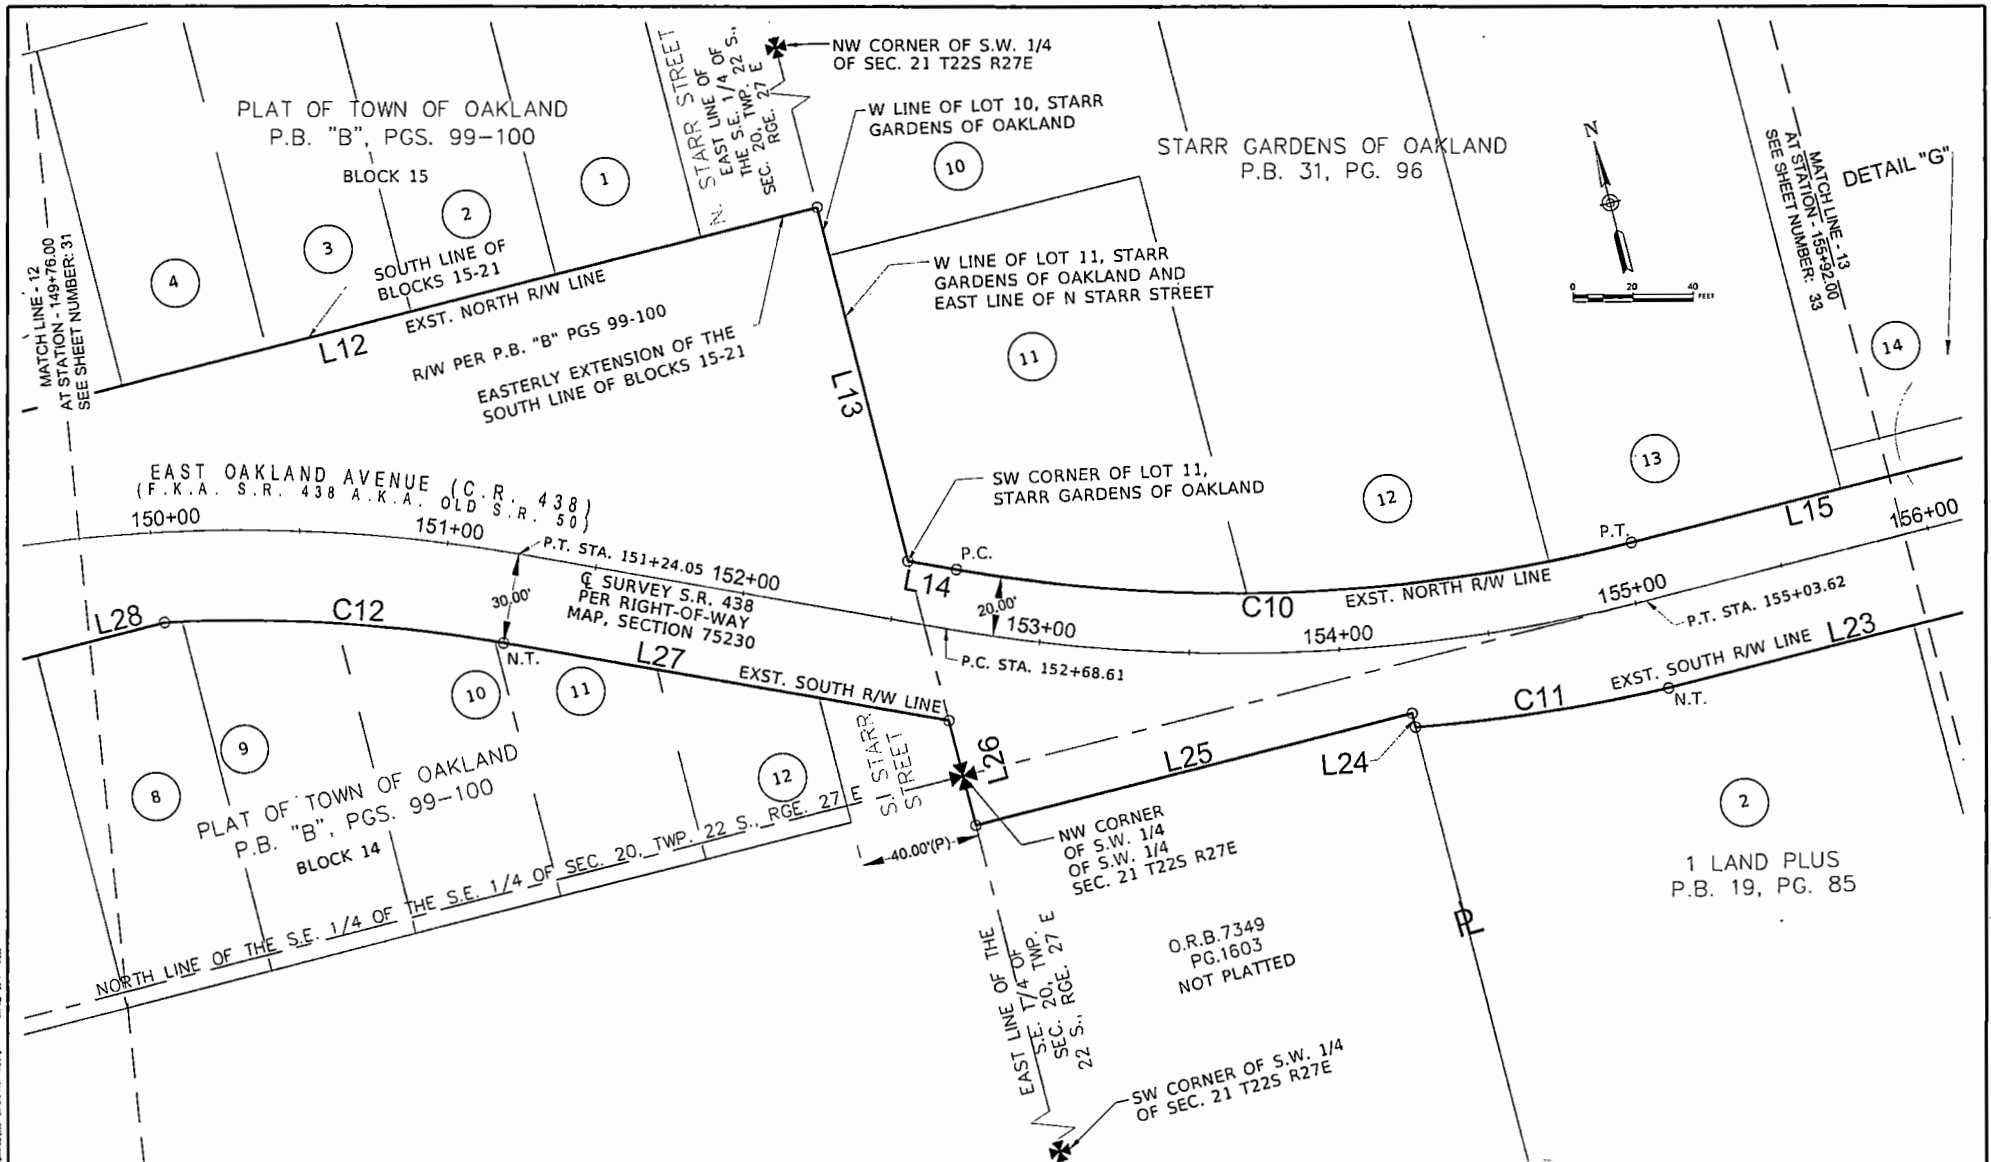 NW CORNER OF S.W. 1/4
OF SEC. 21 T22S R27E
N. STARR STREET
EAST LINE OF
THE S.E. 1/4 OF
SEC. 20, TWP. 22 S.,
RGE. 27 E
W LINE OF LOT 10, STARR
GARDENS OF OAKLAND
PLAT OF TOWN OF OAKLAND
P.B. "B", PGS. 99-100
BLOCK 15
1
2
3
4
10
STARR GARDENS OF OAKLAND
P.B. 31, PG. 96
N
0 20 40
FEET
MATCH LINE - 13
AT STATION - 155+92.00
SEE SHEET NUMBER: 33
DETAIL "G"
14
MATCH LINE - 12
AT STATION - 149+76.00
SEE SHEET NUMBER: 31
SOUTH LINE OF
BLOCKS 15-21
EXST. NORTH R/W LINE
L12
R/W PER P.B. "B" PGS 99-100
EASTERLY EXTENSION OF THE
SOUTH LINE OF BLOCKS 15-21
W LINE OF LOT 11, STARR
GARDENS OF OAKLAND AND
EAST LINE OF N STARR STREET
11
L13
SW CORNER OF LOT 11,
STARR GARDENS OF OAKLAND
12
13
EAST OAKLAND AVENUE (C.R. 438)
(F.K.A. S.R. 438 A.K.A. OLD S.R. 50)
150+00
151+00
P.T. STA. 151+24.05
152+00
℄ SURVEY S.R. 438
PER RIGHT-OF-WAY
MAP, SECTION 75230
30.00'
L14
P.C.
20.00'
153+00
P.C. STA. 152+68.61
C10
EXST. NORTH R/W LINE
154+00
155+00
P.T.
L15
156+00
P.T. STA. 155+03.62
L28
C12
N.T.
L27
EXST. SOUTH R/W LINE
10
11
9
8
12
PLAT OF TOWN OF OAKLAND
P.B. "B", PGS. 99-100
BLOCK 14
S. STARR
STREET
L26
L25
L24
C11
EXST. SOUTH R/W LINE
L23
N.T.
NORTH LINE OF THE S.E. 1/4 OF THE S.E. 1/4 OF SEC. 20, TWP. 22 S., RGE. 27 E
40.00'(P)
NW CORNER
OF S.W. 1/4
OF S.W. 1/4
SEC. 21 T22S R27E
2
1 LAND PLUS
P.B. 19, PG. 85
PL
O.R.B.7349
PG.1603
NOT PLATTED
EAST LINE OF THE
S.E. 1/4 OF
SEC. 20, TWP.
22 S., RGE. 27 E
SW CORNER OF S.W. 1/4
OF SEC. 21 T22S R27E